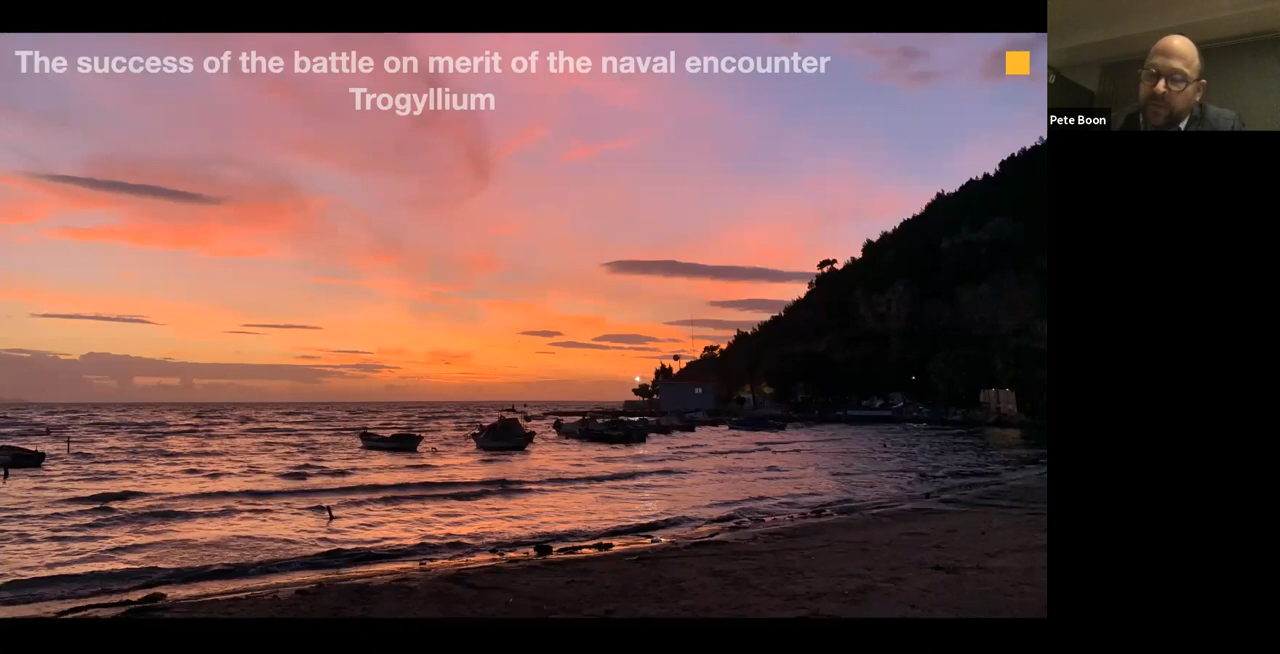 The success of the battle on merit of the naval encounter
Trogyllium
Pete Boon